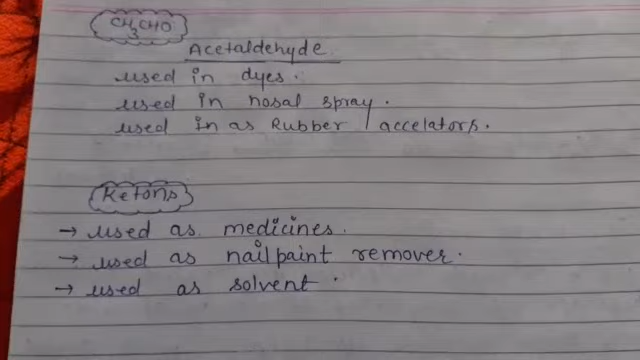 CH3CHO
Acetaldehyde.
used in dyes.
used in nosal spray.
used in as Rubber accelators.
Ketons
→ used as medicines.
→ used as nailpaint remover.
→ used as solvent.